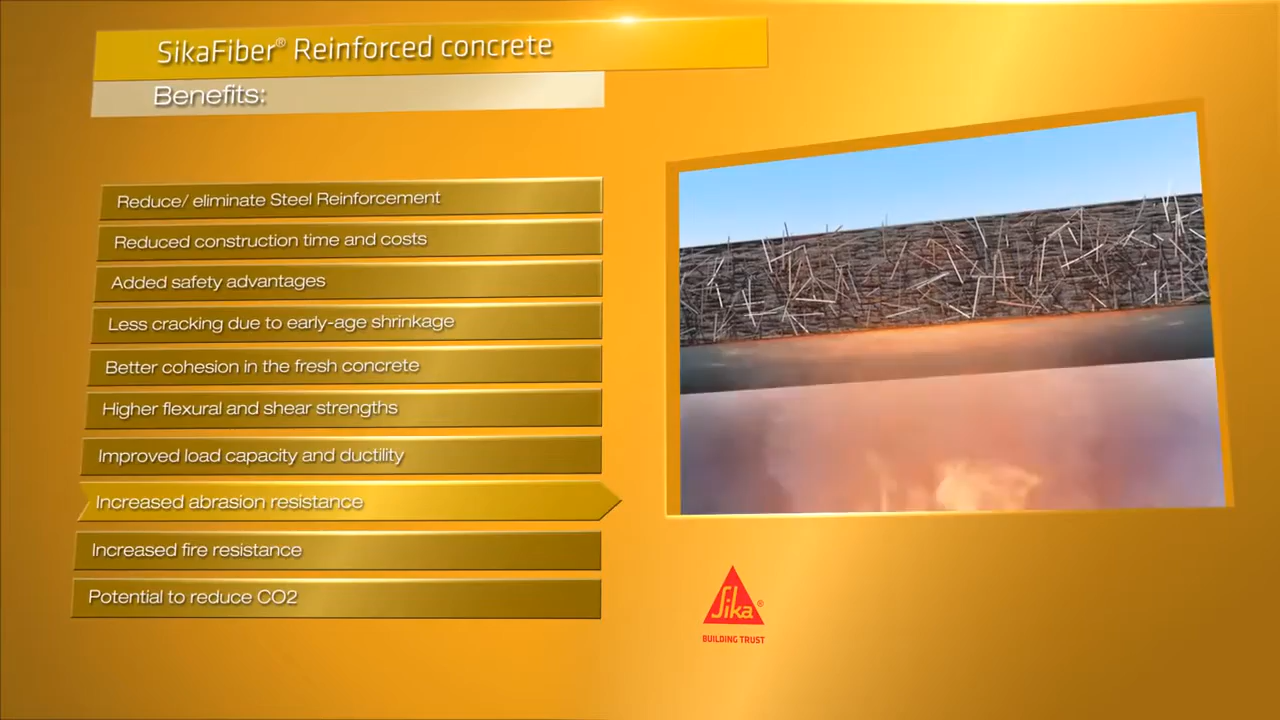 SikaFiber® Reinforced concrete
Benefits:
Reduce/ eliminate Steel Reinforcement
Reduced construction time and costs
Added safety advantages
Less cracking due to early-age shrinkage
Better cohesion in the fresh concrete
Higher flexural and shear strengths
Improved load capacity and ductility
Increased abrasion resistance
Increased fire resistance
Potential to reduce CO2
Sika®
BUILDING TRUST